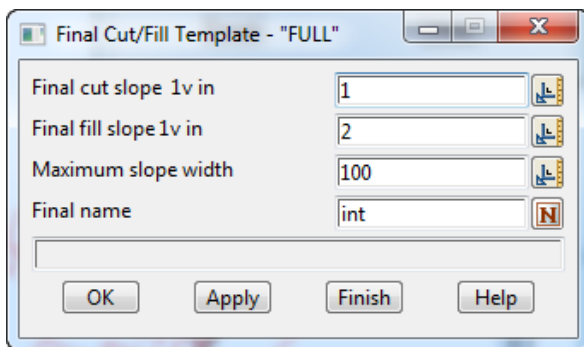 Final Cut/Fill Template - "FULL"
Final cut slope 1v in 1
Final fill slope 1v in 2
Maximum slope width 100
Final name int N
OK Apply Finish Help